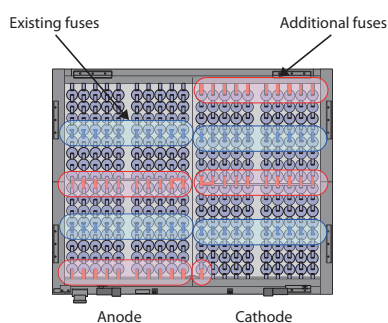 Existing fuses
Additional fuses
Anode
Cathode